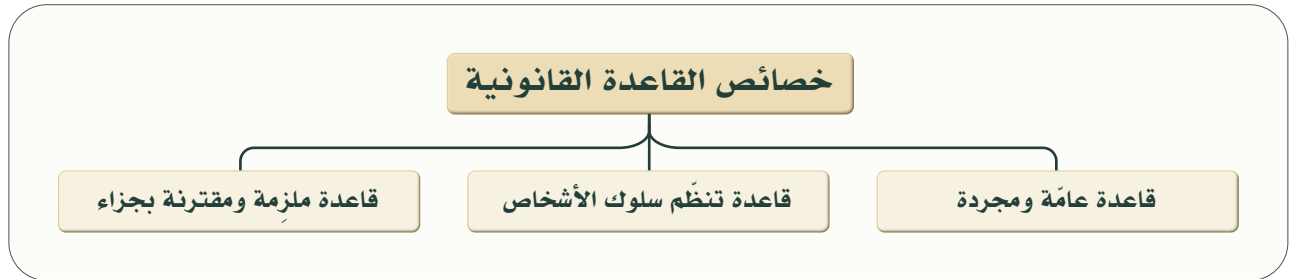 خصائص القاعدة القانونية
قاعدة عامّة ومجردة
قاعدة تنظّم سلوك الأشخاص
قاعدة ملزِمة ومقترنة بجزاء